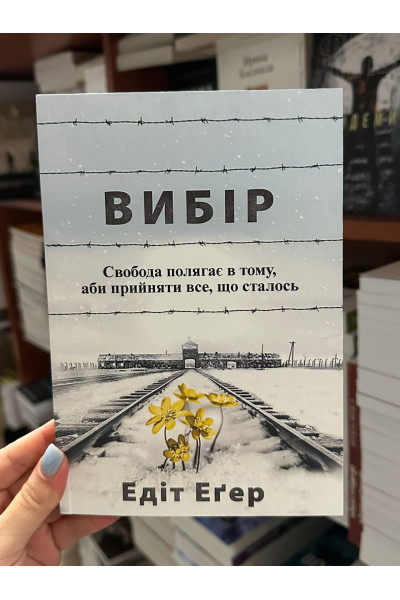 ВИБІР
Свобода полягає в тому,
аби прийняти все, що сталось
Едіт Еґер